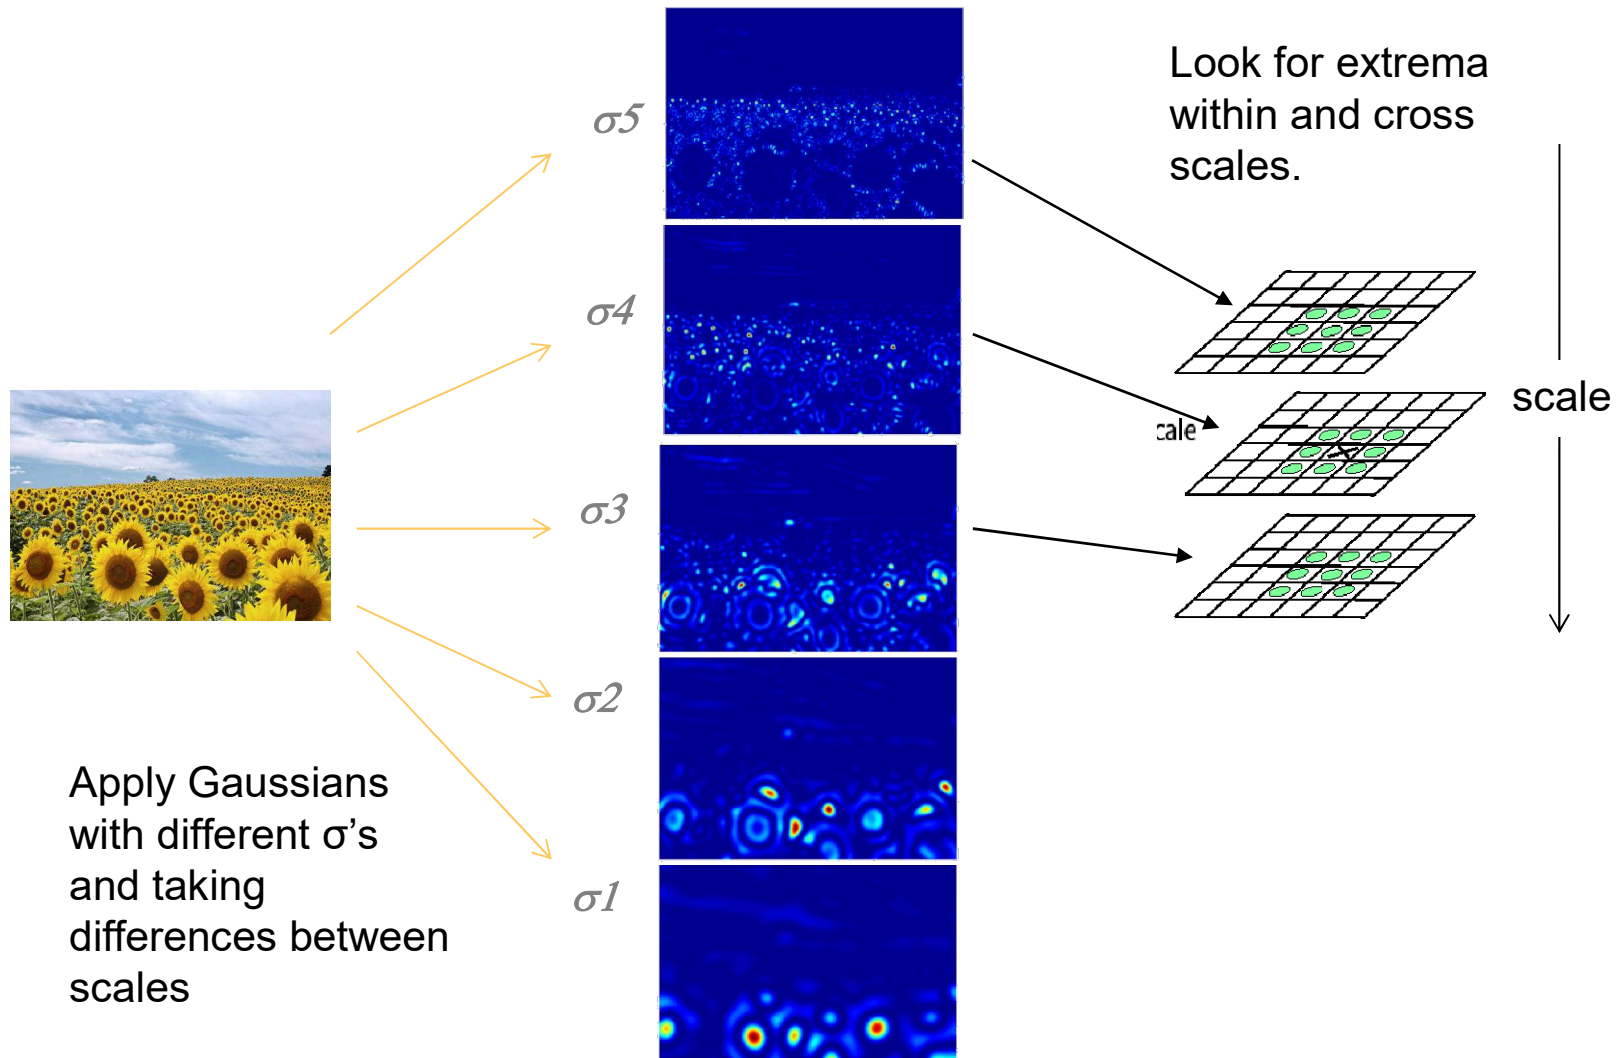 σ5
Look for extrema
within and cross
scales.
σ4
scale
cale
σ3
σ2
Apply Gaussians
with different σ’s
and taking
differences between
scales
σ1